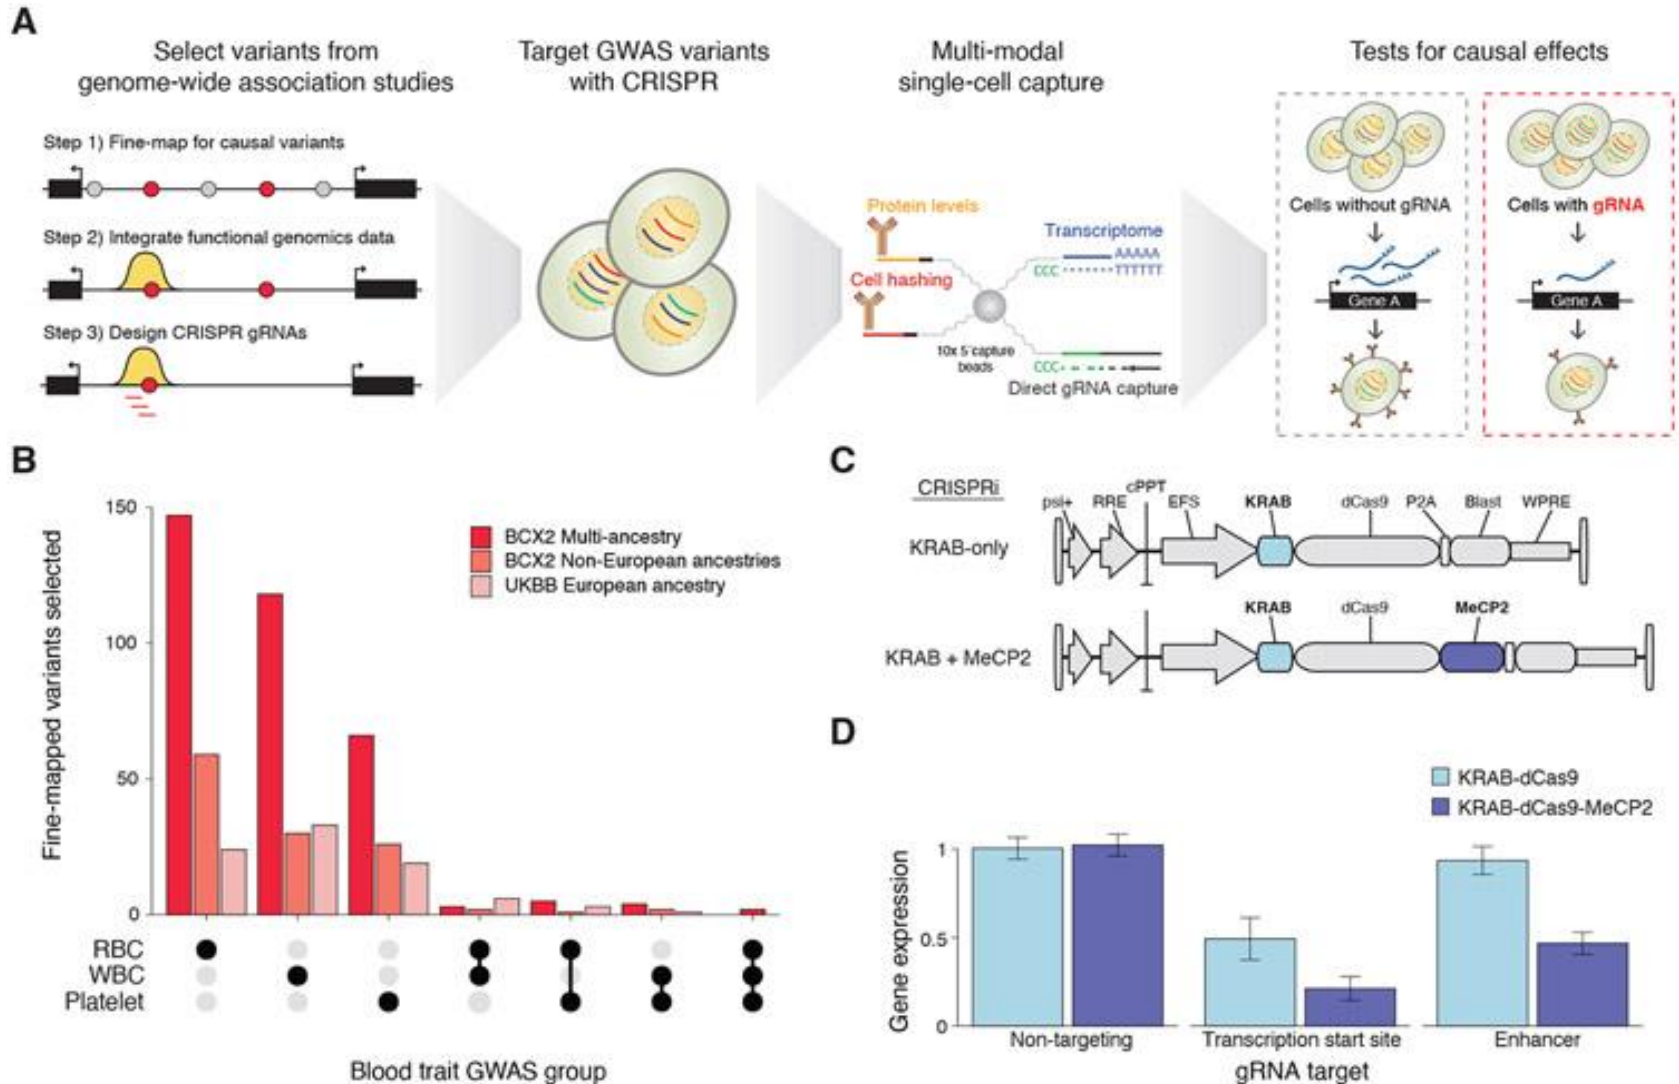 A
Select variants from
genome-wide association studies
Target GWAS variants
with CRISPR
Multi-modal
single-cell capture
Tests for causal effects
Step 1) Fine-map for causal variants
Step 2) Integrate functional genomics data
Step 3) Design CRISPR gRNAs
Protein levels
Cell hashing
Transcriptome
AAAAA
CCC
TTTTTT
10x 5' capture
beads
CCC
Direct gRNA capture
Cells without gRNA
AAA
AAA
AAA
Gene A
Cells with gRNA
AAA
Gene A
B
Fine-mapped variants selected
150
100
50
0
BCX2 Multi-ancestry
BCX2 Non-European ancestries
UKBB European ancestry
RBC
WBC
Platelet
Blood trait GWAS group
C
CRISPRi
psi+ RRE cPPT EFS KRAB dCas9 P2A Blast WPRE
KRAB-only
KRAB dCas9 MeCP2
KRAB + MeCP2
D
KRAB-dCas9
KRAB-dCas9-MeCP2
Gene expression
1
0.5
0
Non-targeting Transcription start site Enhancer
gRNA target